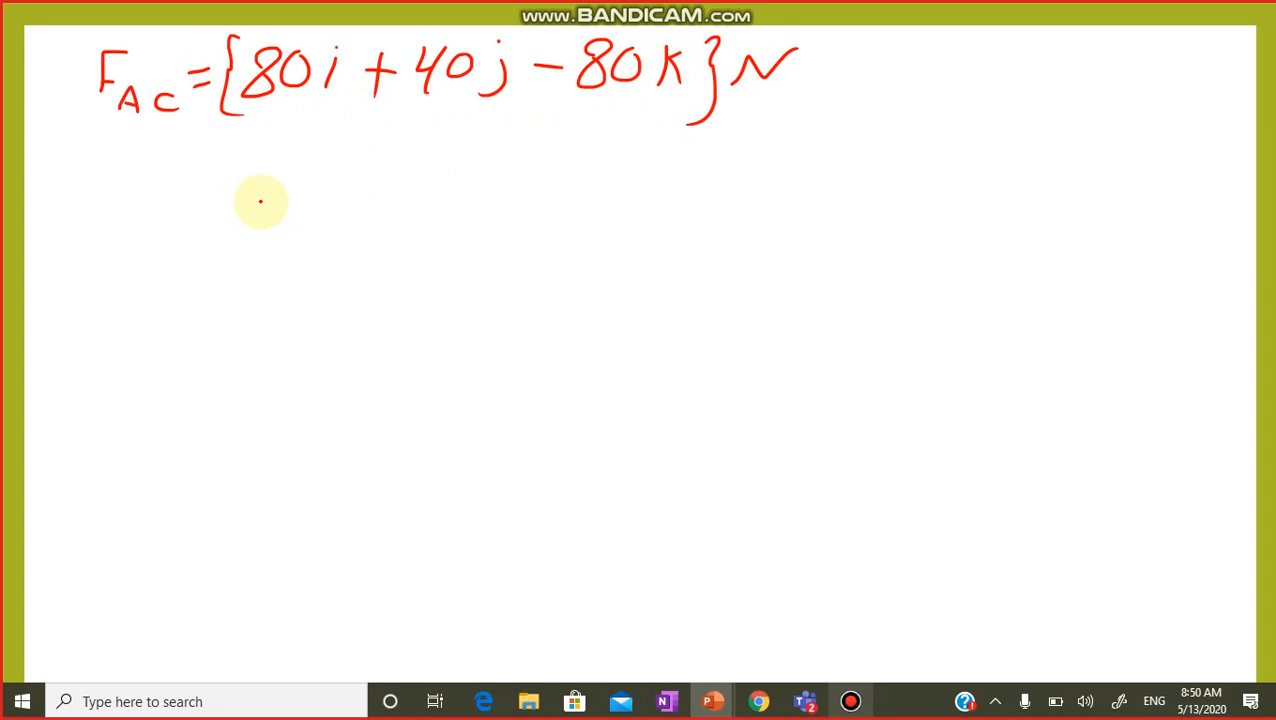 www.BANDICAM.com
F_AC = {80i + 40j - 80k} N
Type here to search
ENG
8:50 AM
5/13/2020